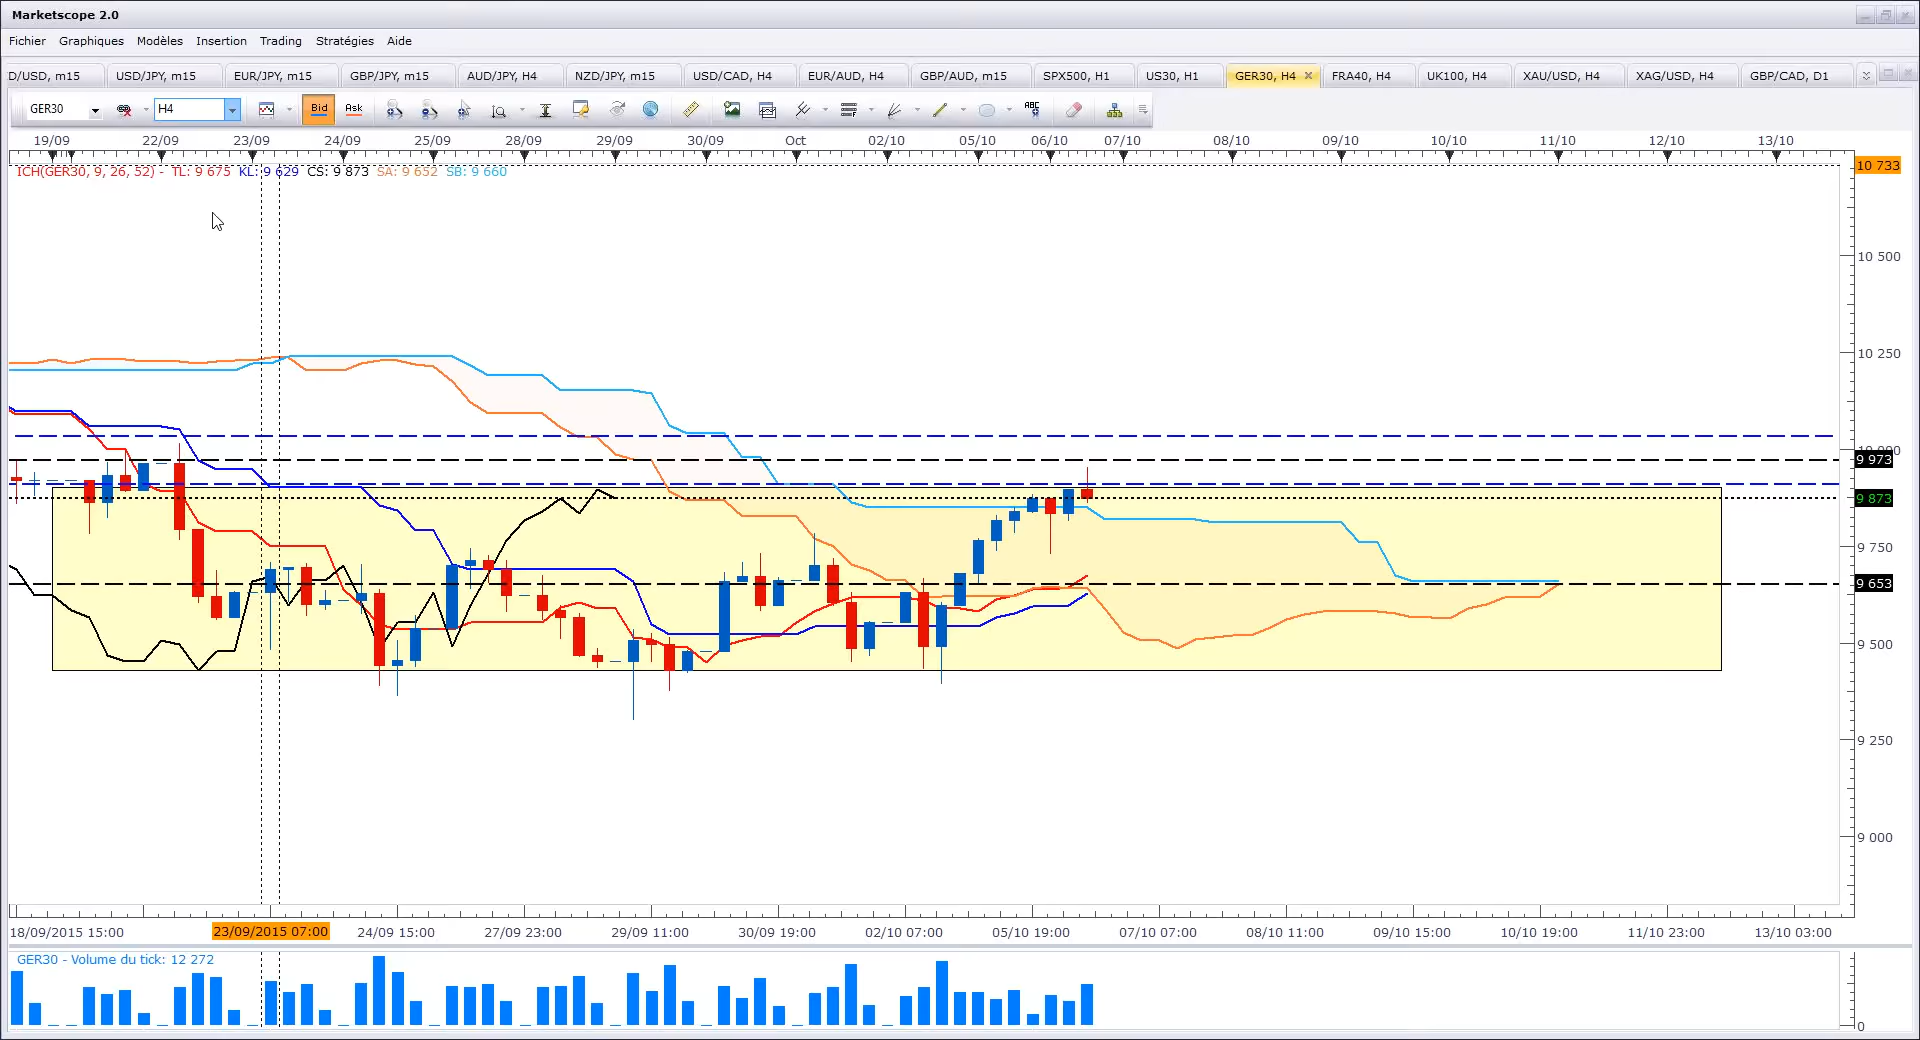 Marketscope 2.0
Fichier Graphiques Modèles Insertion Trading Stratégies Aide
D/USD, m15 USD/JPY, m15 EUR/JPY, m15 GBP/JPY, m15 AUD/JPY, H4 NZD/JPY, m15 USD/CAD, H4 EUR/AUD, H4 GBP/AUD, m15 SPX500, H1 US30, H1 GER30, H4 FRA40, H4 UK100, H4 XAU/USD, H4 XAG/USD, H4 GBP/CAD, D1
GER30 H4 Bid Ask ABC
19/09 22/09 23/09 24/09 25/09 28/09 29/09 30/09 Oct 02/10 05/10 06/10 07/10 08/10 09/10 10/10 11/10 12/10 13/10
ICH(GER30, 9, 26, 52) - TL: 9 675 KL: 9 629 CS: 9 873 SA: 9 652 SB: 9 660
10 733
10 500
10 250
9 973
9 873
9 750
9 653
9 500
9 250
9 000
18/09/2015 15:00 23/09/2015 07:00 24/09 15:00 27/09 23:00 29/09 11:00 30/09 19:00 02/10 07:00 05/10 19:00 07/10 07:00 08/10 11:00 09/10 15:00 10/10 19:00 11/10 23:00 13/10 03:00
GER30 - Volume du tick: 12 272
0